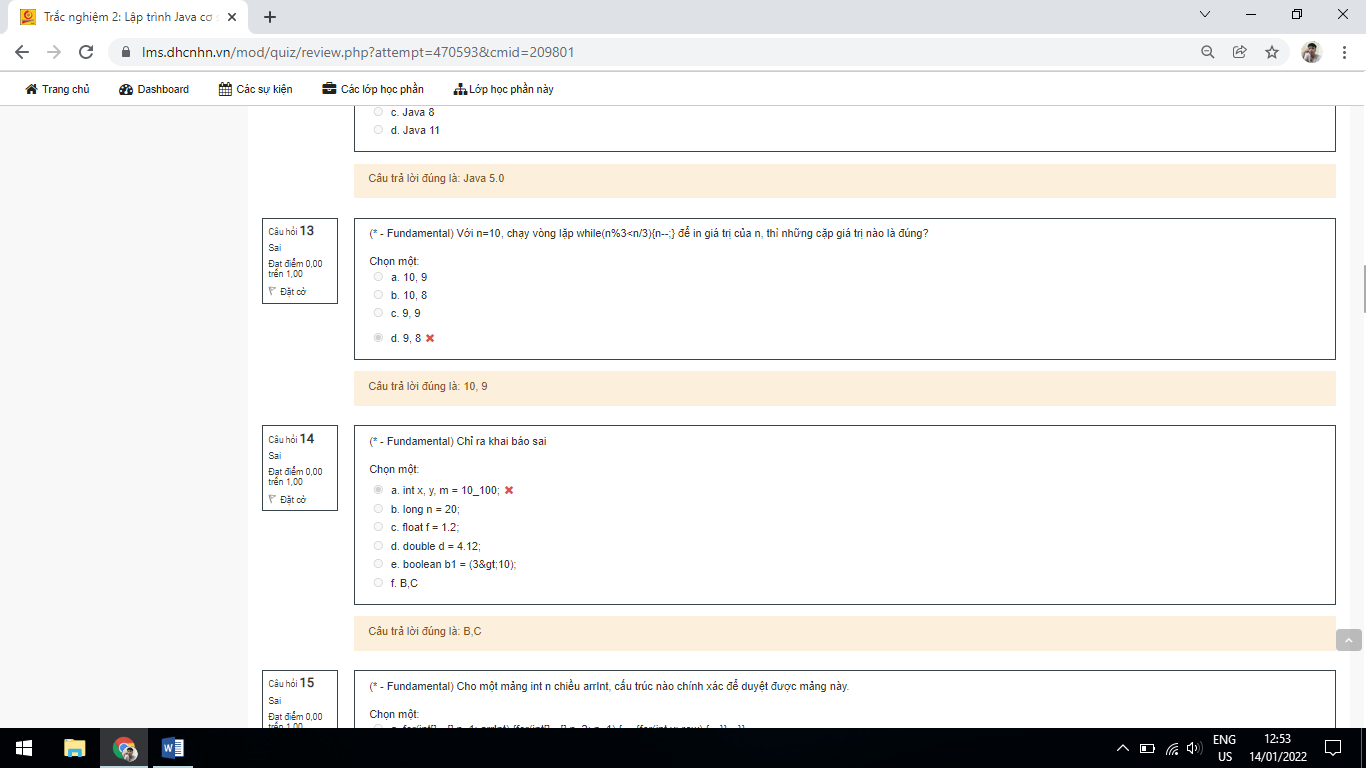 Trắc nghiệm 2: Lập trình Java cơ
lms.dhcnhn.vn/mod/quiz/review.php?attempt=470593&cmid=209801
Trang chủ
Dashboard
Các sự kiện
Các lớp học phần
Lớp học phần này
c. Java 8
d. Java 11
Câu trả lời đúng là: Java 5.0
Câu hỏi 13
Sai
Đạt điểm 0,00
trên 1,00
Đặt cờ
(* - Fundamental) Với n=10, chạy vòng lặp while(n%3<n/3){n--;} để in giá trị của n, thì những cặp giá trị nào là đúng?
Chọn một:
a. 10, 9
b. 10, 8
c. 9, 9
d. 9, 8
Câu trả lời đúng là: 10, 9
Câu hỏi 14
Sai
Đạt điểm 0,00
trên 1,00
Đặt cờ
(* - Fundamental) Chỉ ra khai báo sai
Chọn một:
a. int x, y, m = 10_100;
b. long n = 20;
c. float f = 1.2;
d. double d = 4.12;
e. boolean b1 = (3&gt;10);
f. B,C
Câu trả lời đúng là: B,C
Câu hỏi 15
Sai
Đạt điểm 0,00
trên 1,00
(* - Fundamental) Cho một mảng int n chiều arrInt, cấu trúc nào chính xác để duyệt được mảng này.
Chọn một:
ENG
US
12:53
14/01/2022